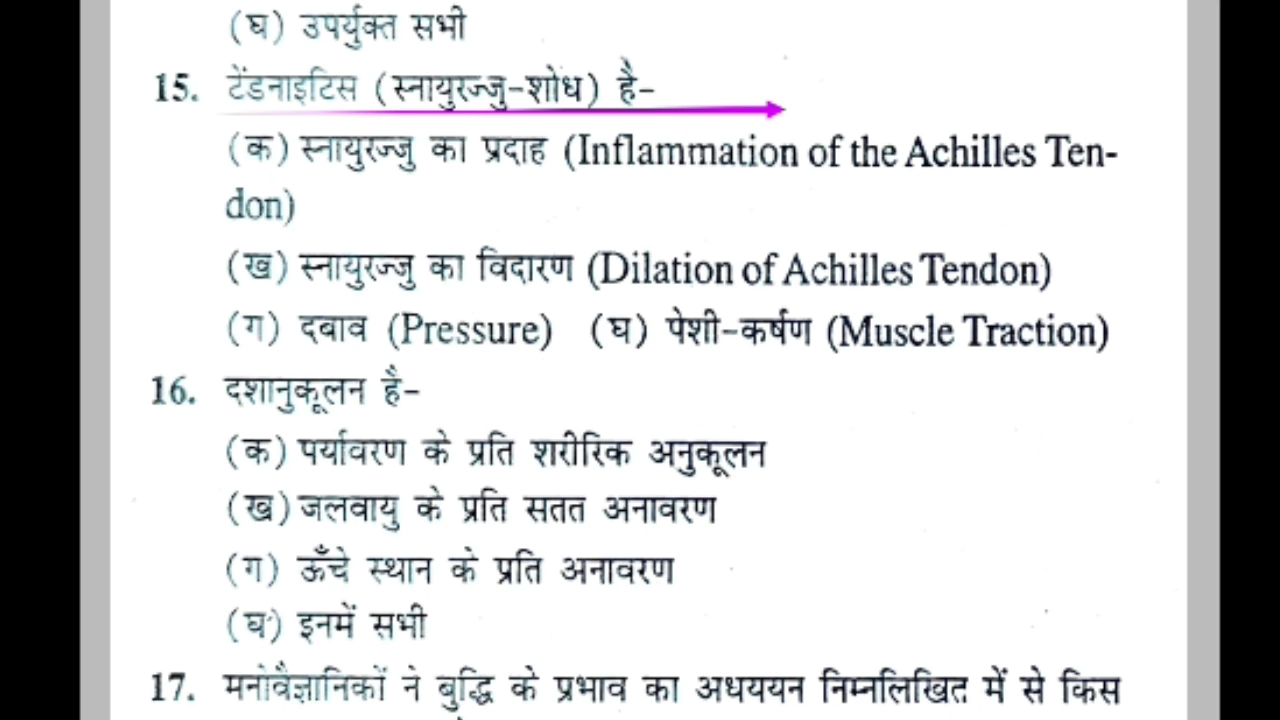 (घ) उपर्युक्त सभी
15. टेंडनाइटिस (स्नायुरज्जु-शोध) है-
(क) स्नायुरज्जु का प्रदाह (Inflammation of the Achilles Ten-
don)
(ख) स्नायुरज्जु का विदारण (Dilation of Achilles Tendon)
(ग) दबाव (Pressure) (घ) पेशी-कर्षण (Muscle Traction)
16. दशानुकूलन है-
(क) पर्यावरण के प्रति शरीरिक अनुकूलन
(ख) जलवायु के प्रति सतत अनावरण
(ग) ऊँचे स्थान के प्रति अनावरण
(घ) इनमें सभी
17. मनोवैज्ञानिकों ने बुद्धि के प्रभाव का अधययन निम्नलिखित में से किस